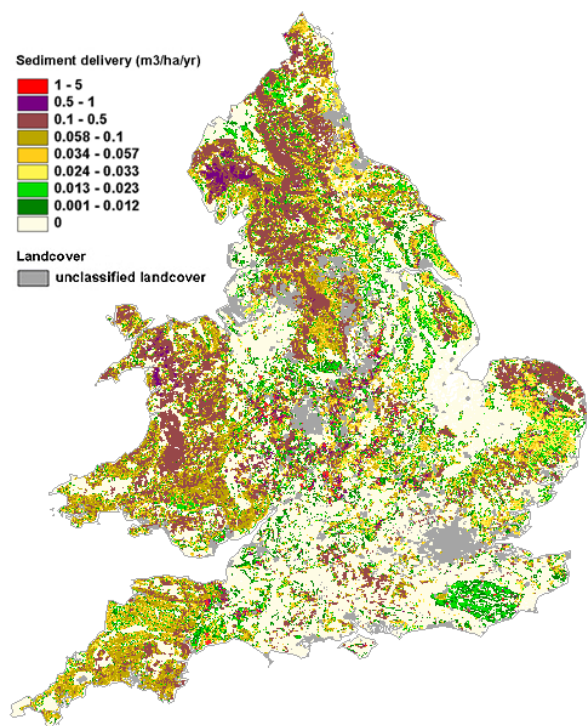 Sediment delivery (m3/ha/yr)
1 - 5
0.5 - 1
0.1 - 0.5
0.058 - 0.1
0.034 - 0.057
0.024 - 0.033
0.013 - 0.023
0.001 - 0.012
0
Landcover
unclassified landcover